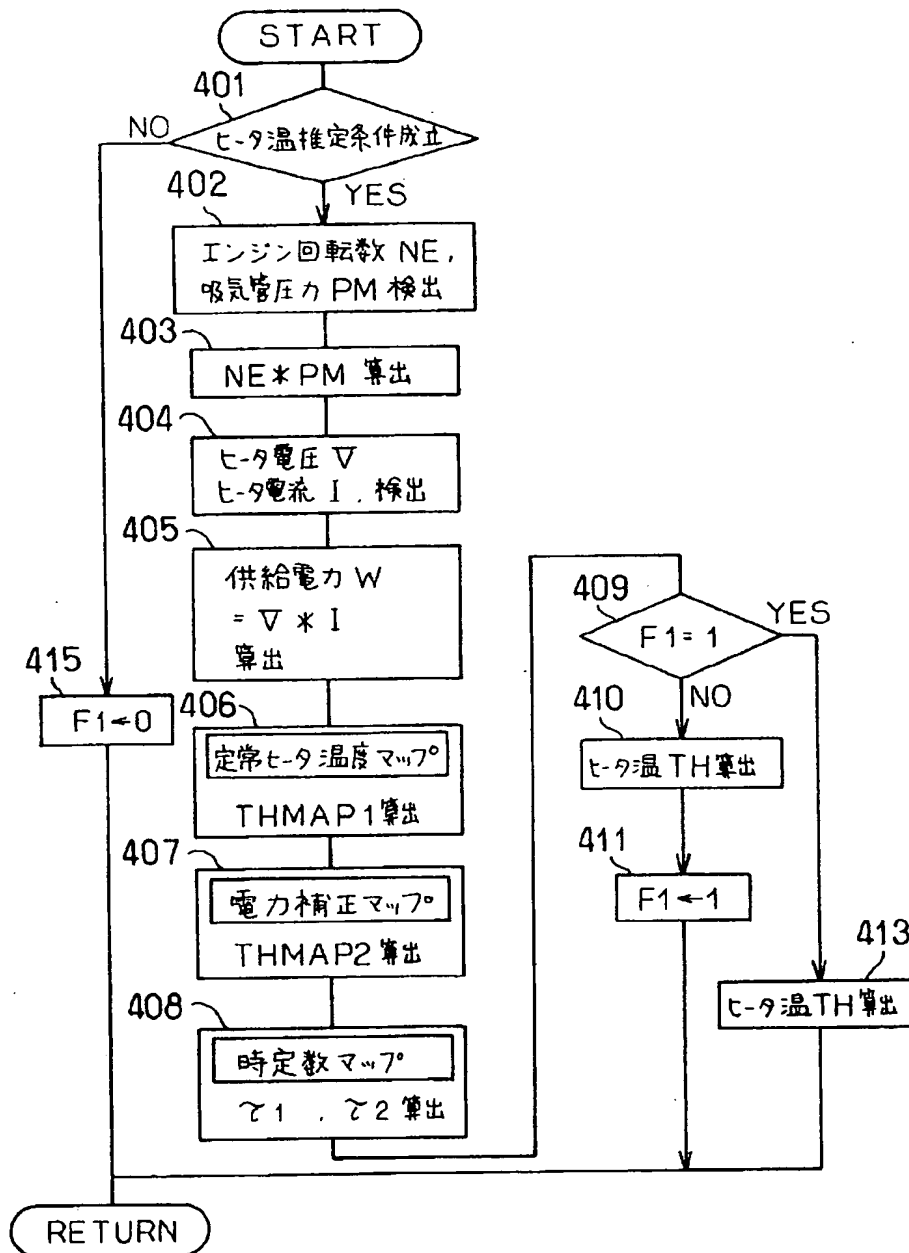 START
401
ヒータ温推定条件成立
NO
YES
402
エンジン回転数 NE,
吸気管圧力 PM 検出
403
NE*PM 算出
404
ヒータ電圧 V
ヒータ電流 I, 検出
405
供給電力 W
= V * I
算出
415
F1←0
406
定常ヒータ温度マップ
THMAP1算出
407
電力補正マップ
THMAP2算出
408
時定数マップ
τ1, τ2算出
409
F1=1
YES
NO
410
ヒータ温TH算出
411
F1←1
413
ヒータ温TH算出
RETURN